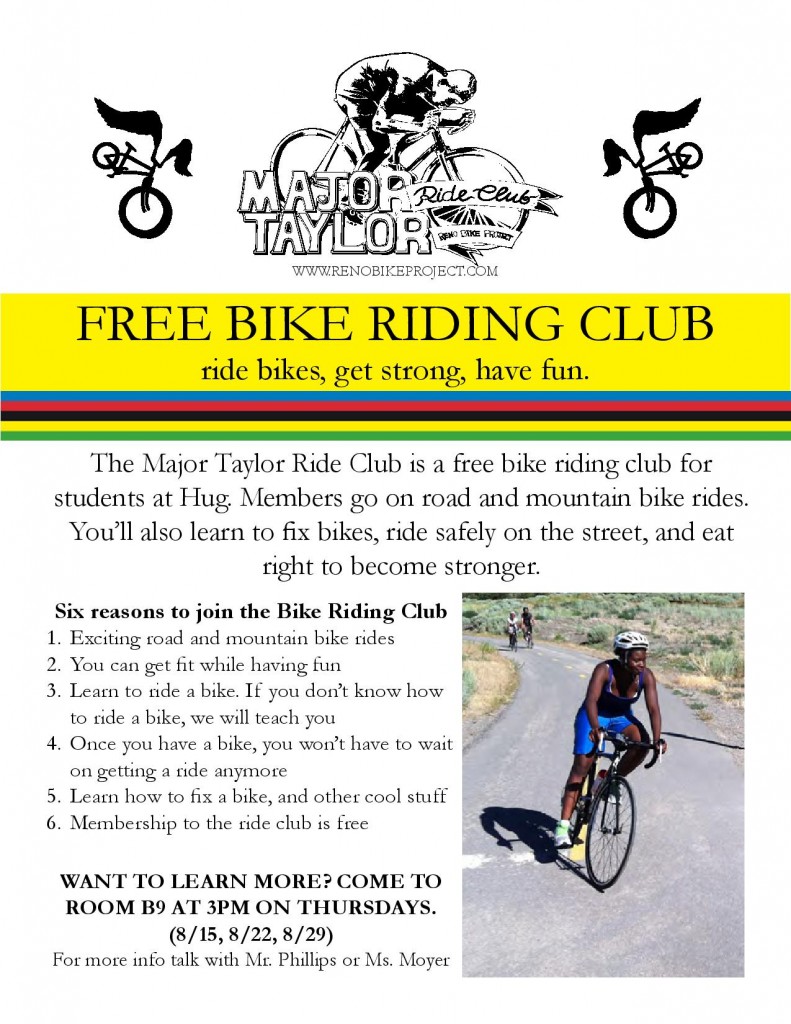 MAJOR
TAYLOR
Ride Club
RENO BIKE PROJECT
WWW.RENOBIKEPROJECT.COM
FREE BIKE RIDING CLUB
ride bikes, get strong, have fun.
The Major Taylor Ride Club is a free bike riding club for
students at Hug. Members go on road and mountain bike rides.
You'll also learn to fix bikes, ride safely on the street, and eat
right to become stronger.
Six reasons to join the Bike Riding Club
1. Exciting road and mountain bike rides
2. You can get fit while having fun
3. Learn to ride a bike. If you don't know how
to ride a bike, we will teach you
4. Once you have a bike, you won't have to wait
on getting a ride anymore
5. Learn how to fix a bike, and other cool stuff
6. Membership to the ride club is free
WANT TO LEARN MORE? COME TO
ROOM B9 AT 3PM ON THURSDAYS.
(8/15, 8/22, 8/29)
For more info talk with Mr. Phillips or Ms. Moyer